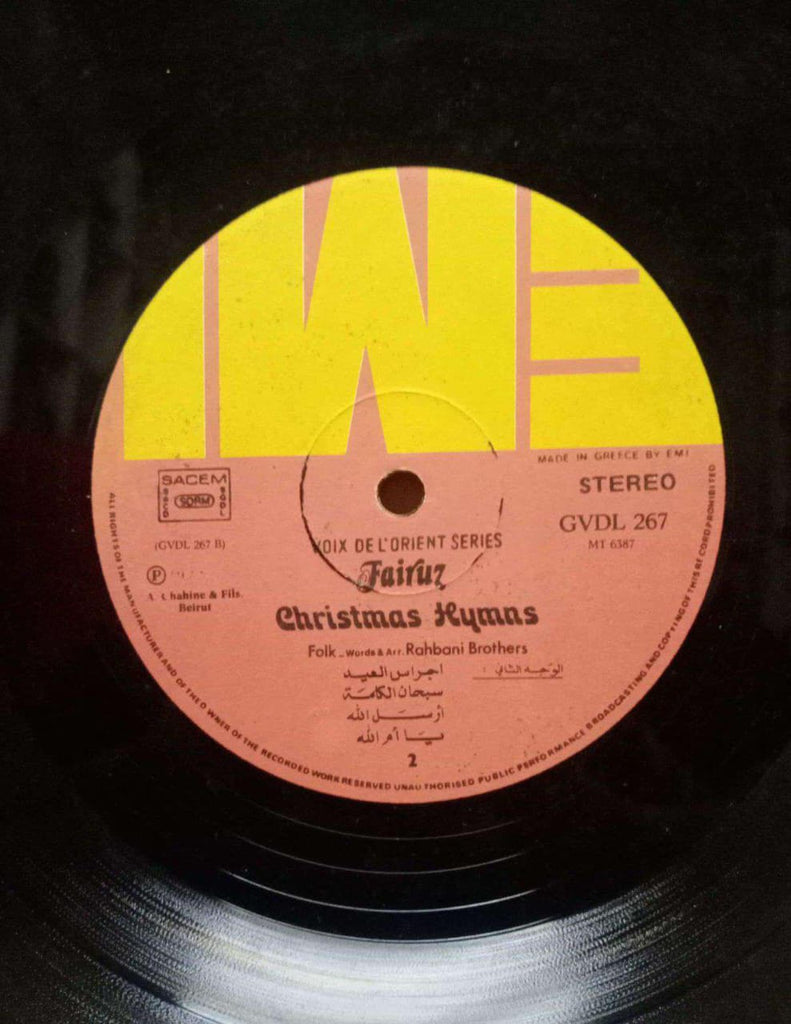 MADE IN GREECE BY EMI
SACEM
SACD
SDRM
SGDL
STEREO
(GVDL 267 B)
GVDL 267
MT 6387
VOIX DE L'ORIENT SERIES
Ⓟ
A. Chahine & Fils.
Beirut
Fairuz
Christmas Hymns
Folk _ Words & Arr. Rahbani Brothers
الوجه الثاني :
اجراس العيد
سبحان الكلمة
أرسل الله
يا أم الله
2
ALL RIGHTS OF THE MANUFACTURER AND OF THE OWNER OF THE RECORDED WORK RESERVED UNAUTHORISED PUBLIC PERFORMANCE BROADCASTING AND COPYING OF THIS RECORD PROHIBITED